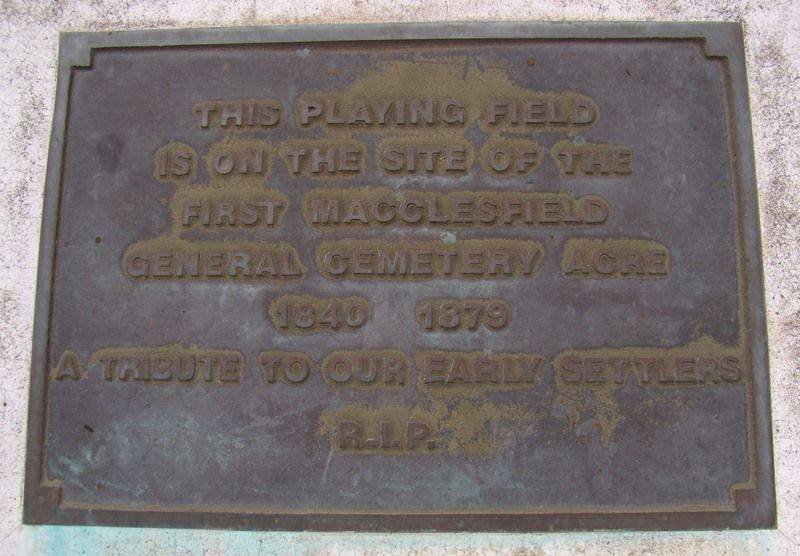 THIS PLAYING FIELD
IS ON THE SITE OF THE
FIRST MACCLESFIELD
GENERAL CEMETERY ACRE
1840 1879
A TRIBUTE TO OUR EARLY SETTLERS
R.I.P.